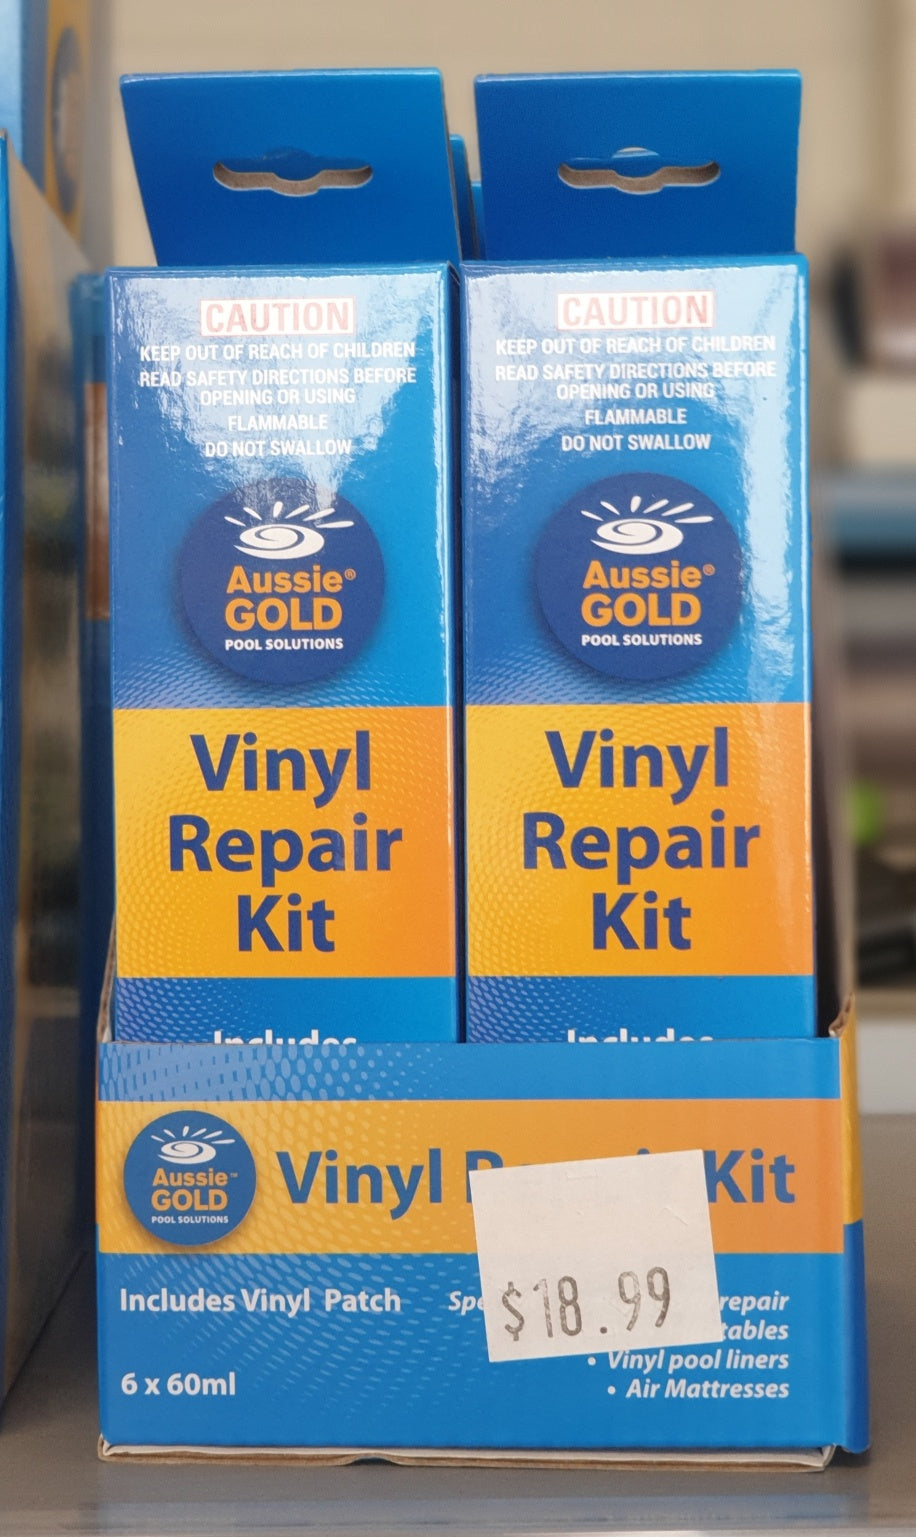 CAUTION
KEEP OUT OF REACH OF CHILDREN
READ SAFETY DIRECTIONS BEFORE
OPENING OR USING
FLAMMABLE
DO NOT SWALLOW
Aussie®
GOLD
POOL SOLUTIONS
Vinyl
Repair
Kit
Includes
CAUTION
KEEP OUT OF REACH OF CHILDREN
READ SAFETY DIRECTIONS BEFORE
OPENING OR USING
FLAMMABLE
DO NOT SWALLOW
Aussie®
GOLD
POOL SOLUTIONS
Vinyl
Repair
Kit
Includes
Aussie™
GOLD
POOL SOLUTIONS
Vinyl Kit
$18.99
Includes Vinyl Patch
6 x 60ml
repair
• Vinyl pool liners
• Air Mattresses